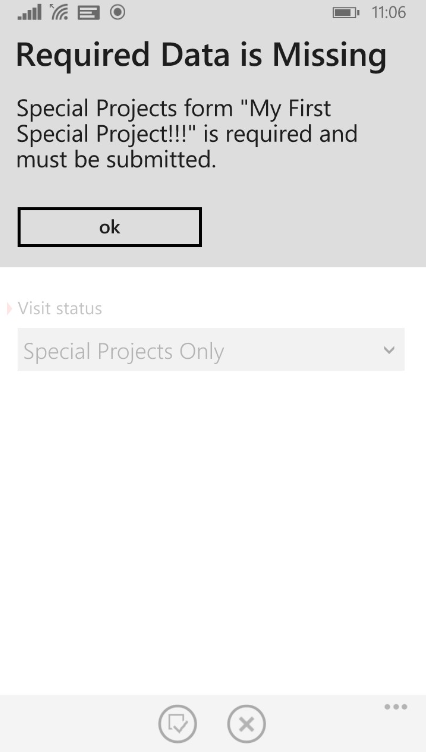 11:06
Required Data is Missing
Special Projects form "My First
Special Project!!!" is required and
must be submitted.
ok
Visit status
Special Projects Only